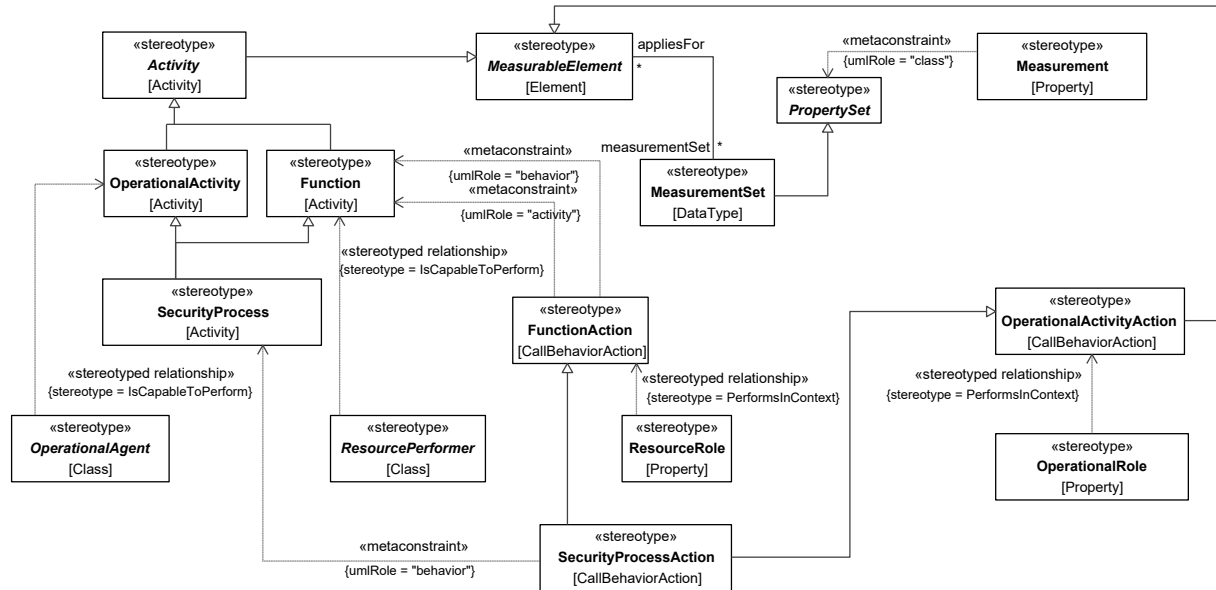 «stereotype»
Activity
[Activity]
«stereotype»
MeasurableElement
[Element]
appliesFor
*
«metaconstraint»
{umlRole = "class"}
«stereotype»
Measurement
[Property]
«stereotype»
PropertySet
measurementSet
*
«stereotype»
MeasurementSet
[DataType]
«stereotype»
OperationalActivity
[Activity]
«stereotype»
Function
[Activity]
«metaconstraint»
{umlRole = "behavior"}
«metaconstraint»
{umlRole = "activity"}
«stereotyped relationship»
{stereotype = IsCapableToPerform}
«stereotype»
SecurityProcess
[Activity]
«stereotype»
FunctionAction
[CallBehaviorAction]
«stereotype»
OperationalActivityAction
[CallBehaviorAction]
«stereotyped relationship»
{stereotype = IsCapableToPerform}
«stereotyped relationship»
{stereotype = PerformsInContext}
«stereotyped relationship»
{stereotype = PerformsInContext}
«stereotype»
OperationalAgent
[Class]
«stereotype»
ResourcePerformer
[Class]
«stereotype»
ResourceRole
[Property]
«stereotype»
OperationalRole
[Property]
«metaconstraint»
{umlRole = "behavior"}
«stereotype»
SecurityProcessAction
[CallBehaviorAction]